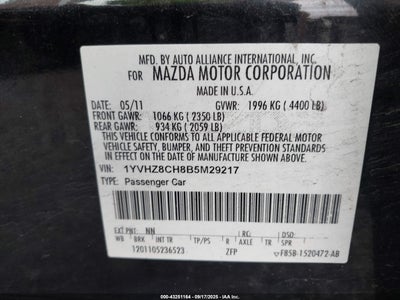 MFD. BY AUTO ALLIANCE INTERNATIONAL, INC.
FOR MAZDA MOTOR CORPORATION
MADE IN U.S.A.
DATE: 05/11 GVWR: 1996 KG ( 4400 LB)
FRONT GAWR: 1066 KG ( 2350 LB)
REAR GAWR: 934 KG ( 2059 LB)
THIS VEHICLE CONFORMS TO ALL APPLICABLE FEDERAL MOTOR
VEHICLE SAFETY, BUMPER, AND THEFT PREVENTION STANDARDS
IN EFFECT ON THE DATE OF MANUFACTURE SHOWN ABOVE.
VIN: 1YVHZ8CH8B5M29217
TYPE: Passenger Car
EXT PNT: NN RC: DSO:
WB BRK INT TR TP/PS R AXLE TR SPR
1201105236523 ZFP F85B-1520472-AB
000-43251164 - 09/17/2025 - IAAI.COM